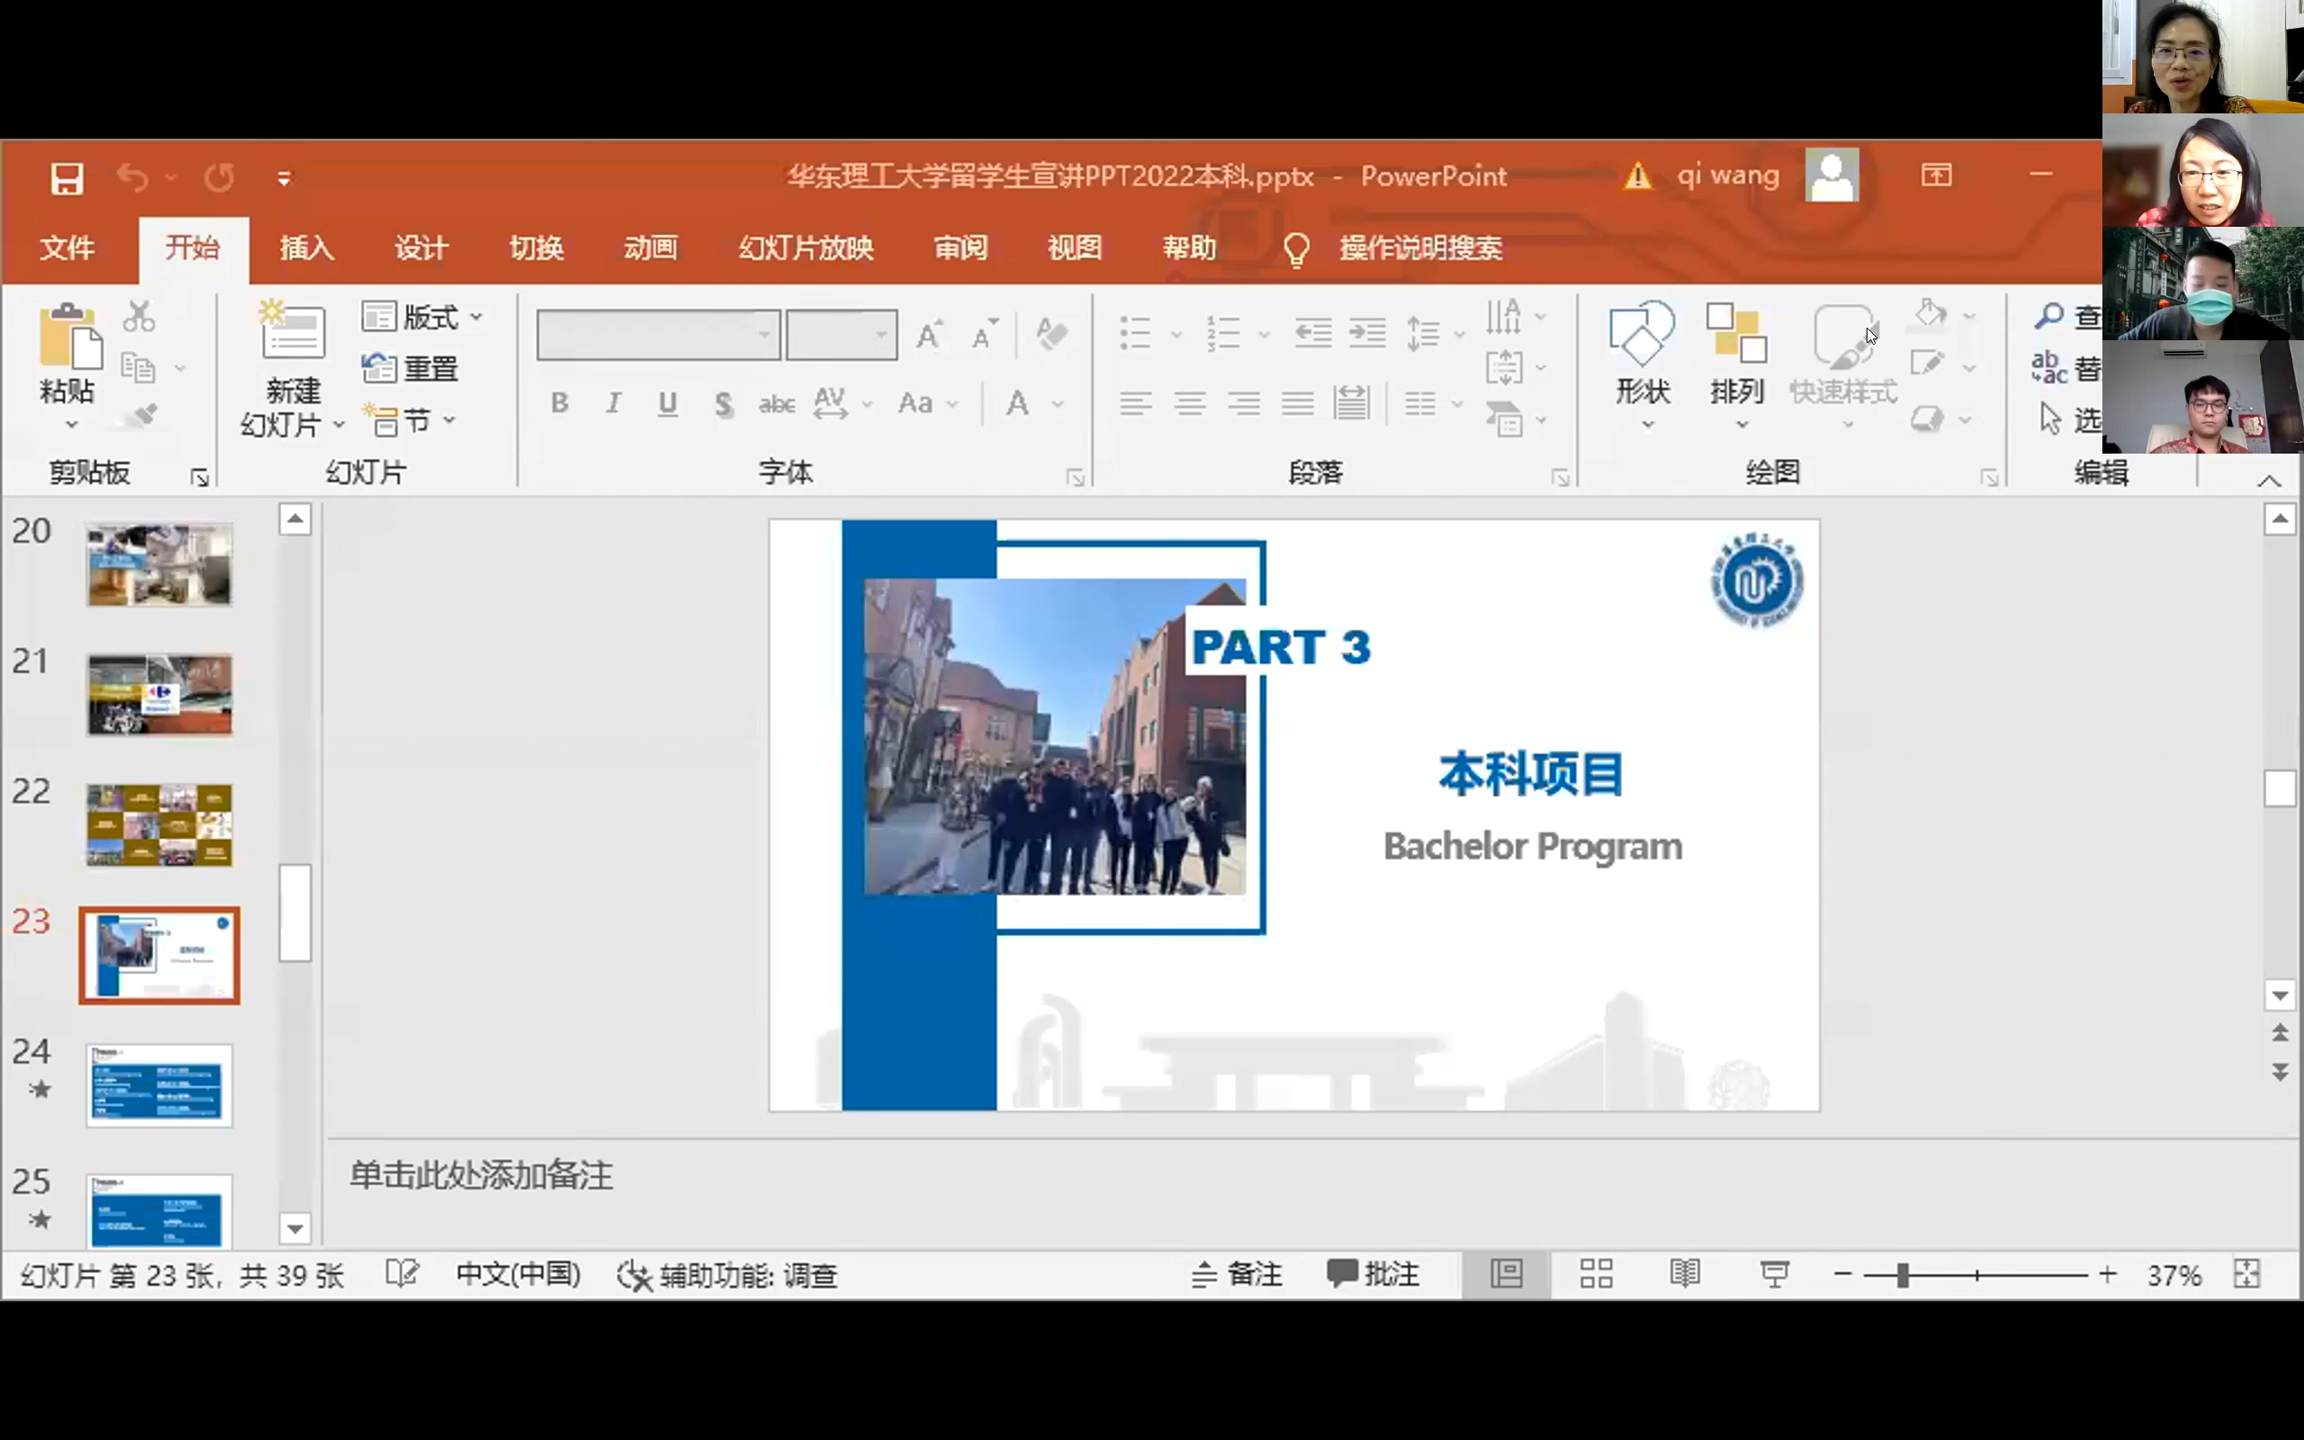 华东理工大学留学生宣讲PPT2022本科.pptx - PowerPoint
qi wang
文件 开始 插入 设计 切换 动画 幻灯片放映 审阅 视图 帮助 操作说明搜索
粘贴
剪贴板
新建
幻灯片
版式
重置
节
幻灯片
B I U S abc AV Aa A
字体
段落
形状
排列
快速样式
绘图
查
替
选
编辑
20
21
22
23
24
25
PART 3
本科项目
Bachelor Program
单击此处添加备注
幻灯片 第 23 张，共 39 张 中文(中国) 辅助功能: 调查 备注 批注 37%